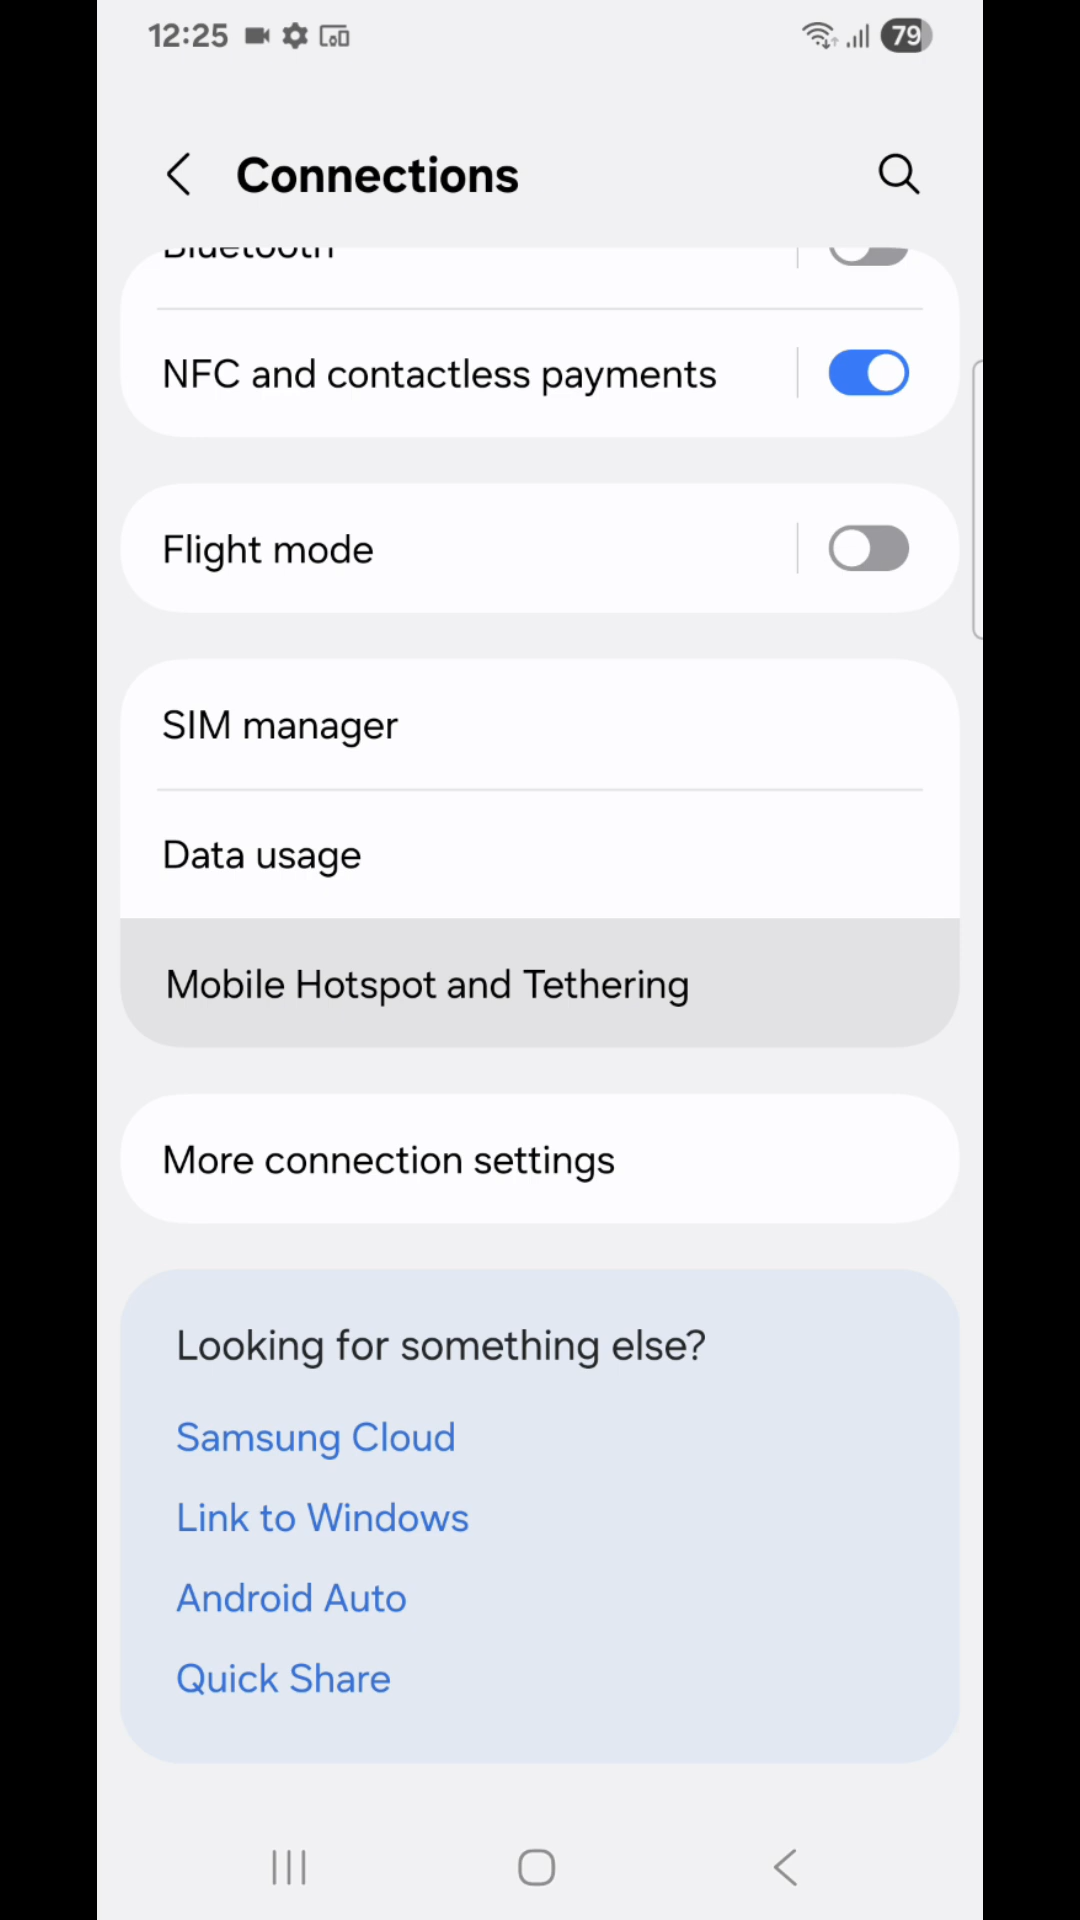 12:25
79
Connections
Bluetooth
NFC and contactless payments
Flight mode
SIM manager
Data usage
Mobile Hotspot and Tethering
More connection settings
Looking for something else?
Samsung Cloud
Link to Windows
Android Auto
Quick Share